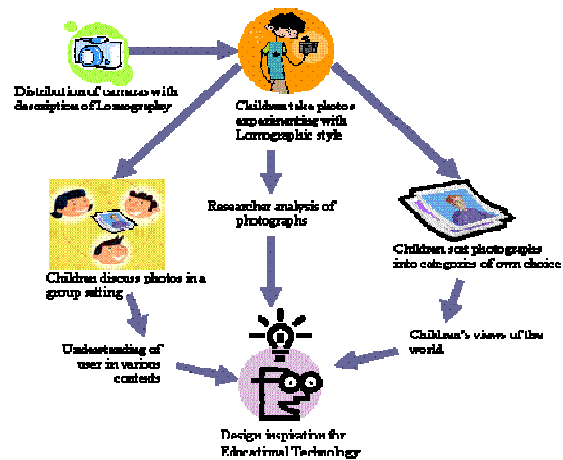 Distribution of cameras with
description of Lomography
Children take photos
experimenting with
Lomographic style
Researcher analysis of
photographs
Children discuss photos in a
group setting
Children sort photographs
into categories of own choice
Understanding of
user in various
contexts
Children's views of the
world
Design inspiration for
Educational Technology